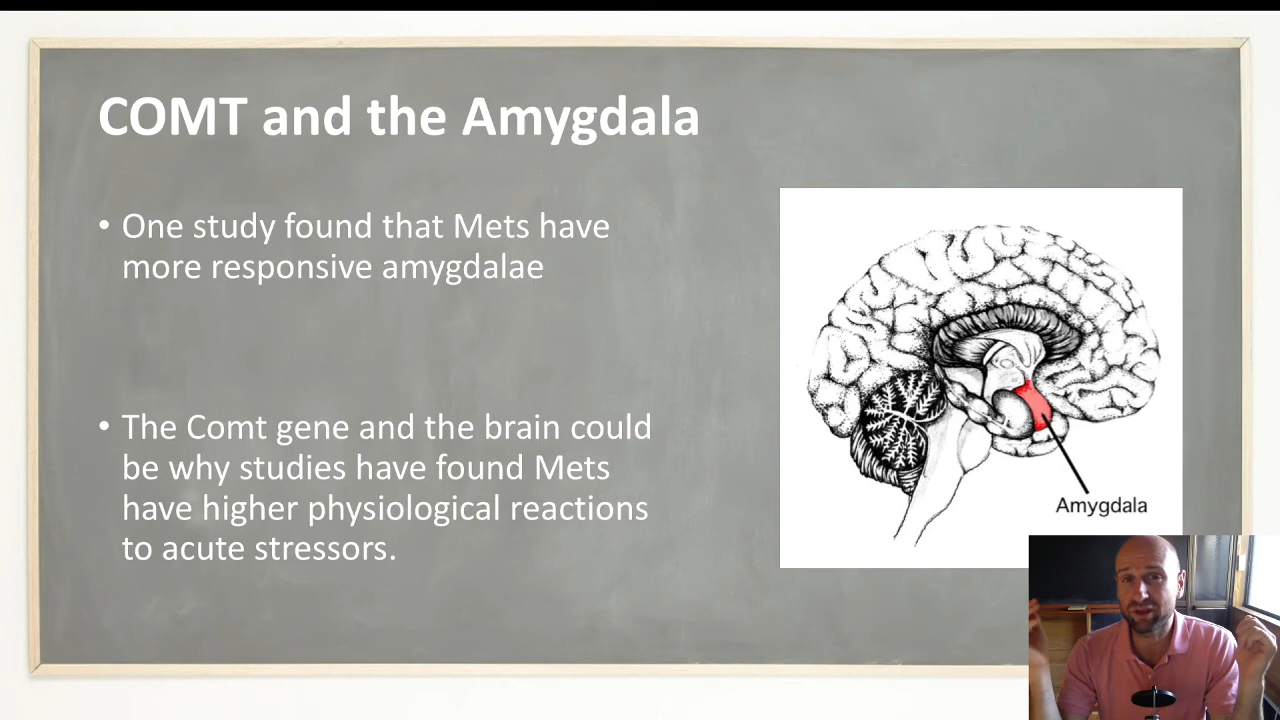 COMT and the Amygdala
• One study found that Mets have
more responsive amygdalae
• The Comt gene and the brain could
be why studies have found Mets
have higher physiological reactions
to acute stressors.
Amygdala